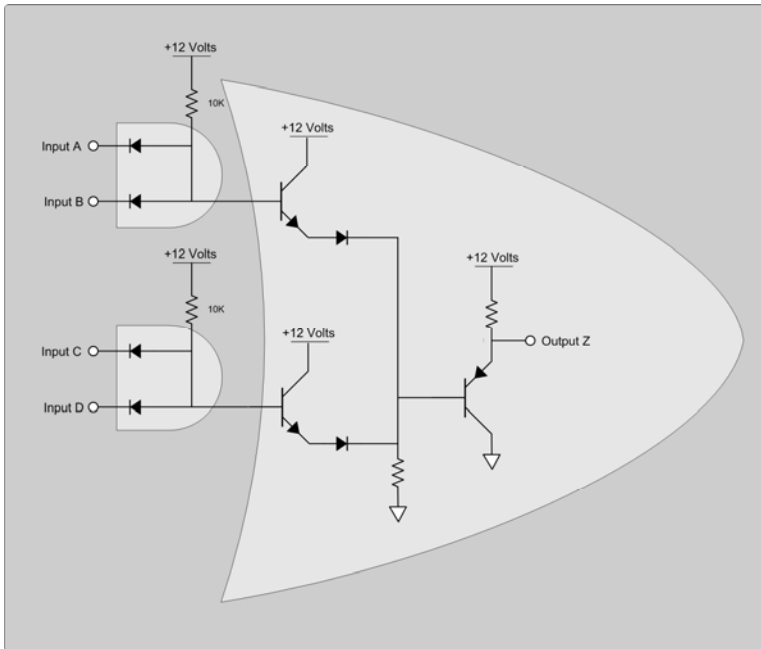 +12 Volts
10K
Input A
Input B
+12 Volts
+12 Volts
10K
Input C
Input D
+12 Volts
+12 Volts
Output Z